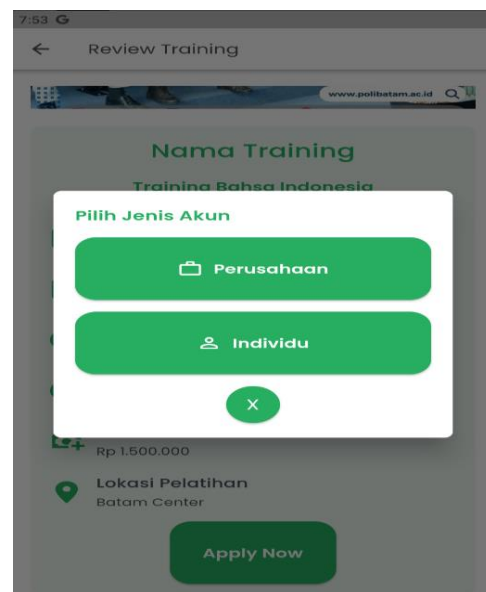 7:53 G
Review Training
www.polibatam.ac.id
Nama Training
Training Bahsa Indonesia
Pilih Jenis Akun
Perusahaan
Individu
X
Rp 1.500.000
Lokasi Pelatihan
Batam Center
Apply Now